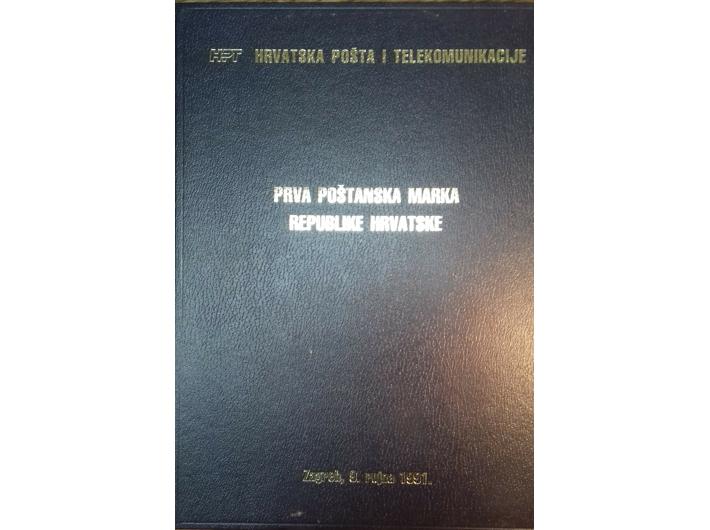 HPT HRVATSKA POŠTA I TELEKOMUNIKACIJE
PRVA POŠTANSKA MARKA
REPUBLIKE HRVATSKE
Zagreb, 9. rujna 1991.